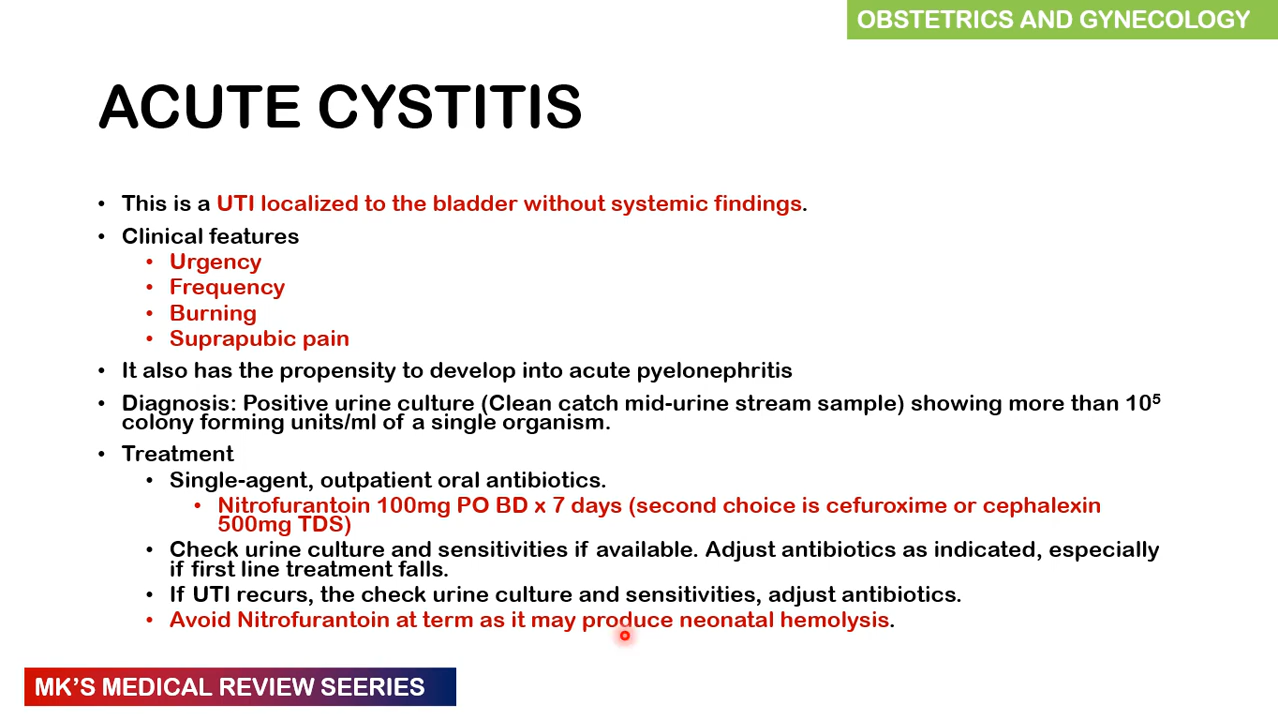 OBSTETRICS AND GYNECOLOGY
ACUTE CYSTITIS
• This is a UTI localized to the bladder without systemic findings.
• Clinical features
• Urgency
• Frequency
• Burning
• Suprapubic pain
• It also has the propensity to develop into acute pyelonephritis
• Diagnosis: Positive urine culture (Clean catch mid-urine stream sample) showing more than 10⁵
colony forming units/ml of a single organism.
• Treatment
• Single-agent, outpatient oral antibiotics.
• Nitrofurantoin 100mg PO BD x 7 days (second choice is cefuroxime or cephalexin
500mg TDS)
• Check urine culture and sensitivities if available. Adjust antibiotics as indicated, especially
if first line treatment falls.
• If UTI recurs, the check urine culture and sensitivities, adjust antibiotics.
• Avoid Nitrofurantoin at term as it may produce neonatal hemolysis.
MK'S MEDICAL REVIEW SEERIES